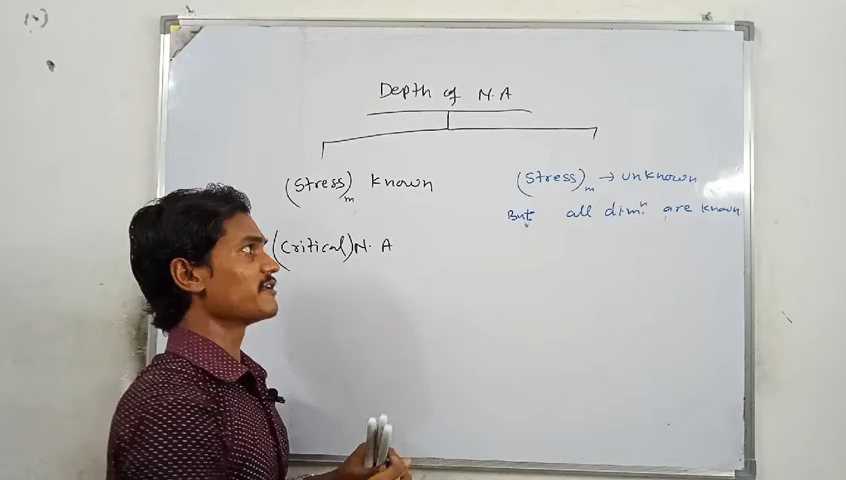 Depth of N.A
(Stress)m known
(Critical) N.A
(Stress)m → unknown
But all dimⁿ are known